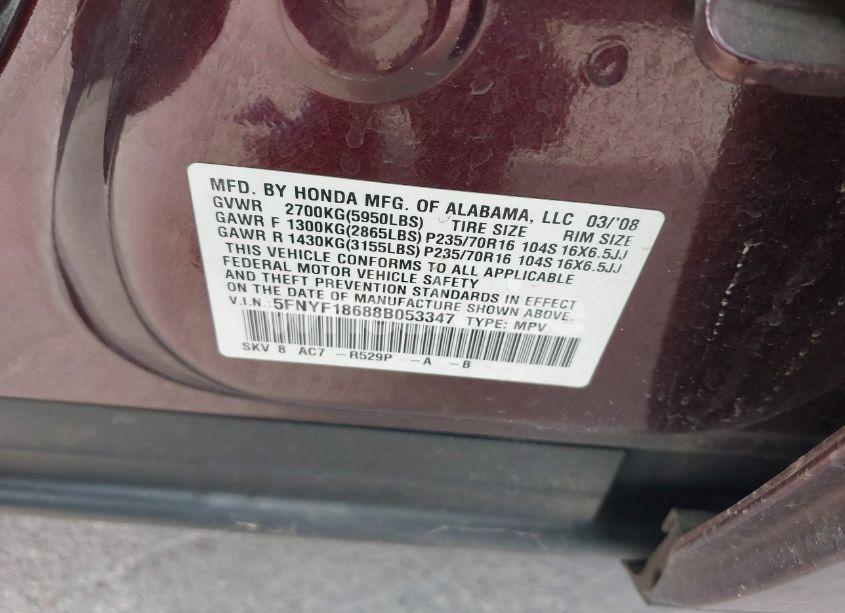 MFD. BY HONDA MFG. OF ALABAMA, LLC 03/'08
GVWR 2700KG(5950LBS) TIRE SIZE RIM SIZE
GAWR F 1300KG(2865LBS) P235/70R16 104S 16X6.5JJ
GAWR R 1430KG(3155LBS) P235/70R16 104S 16X6.5JJ
THIS VEHICLE CONFORMS TO ALL APPLICABLE
FEDERAL MOTOR VEHICLE SAFETY
AND THEFT PREVENTION STANDARDS IN EFFECT
ON THE DATE OF MANUFACTURE SHOWN ABOVE.
V.I.N.: 5FNYF18688B053347 TYPE: MPV
SKV 8 AC7 -R529P -A -B